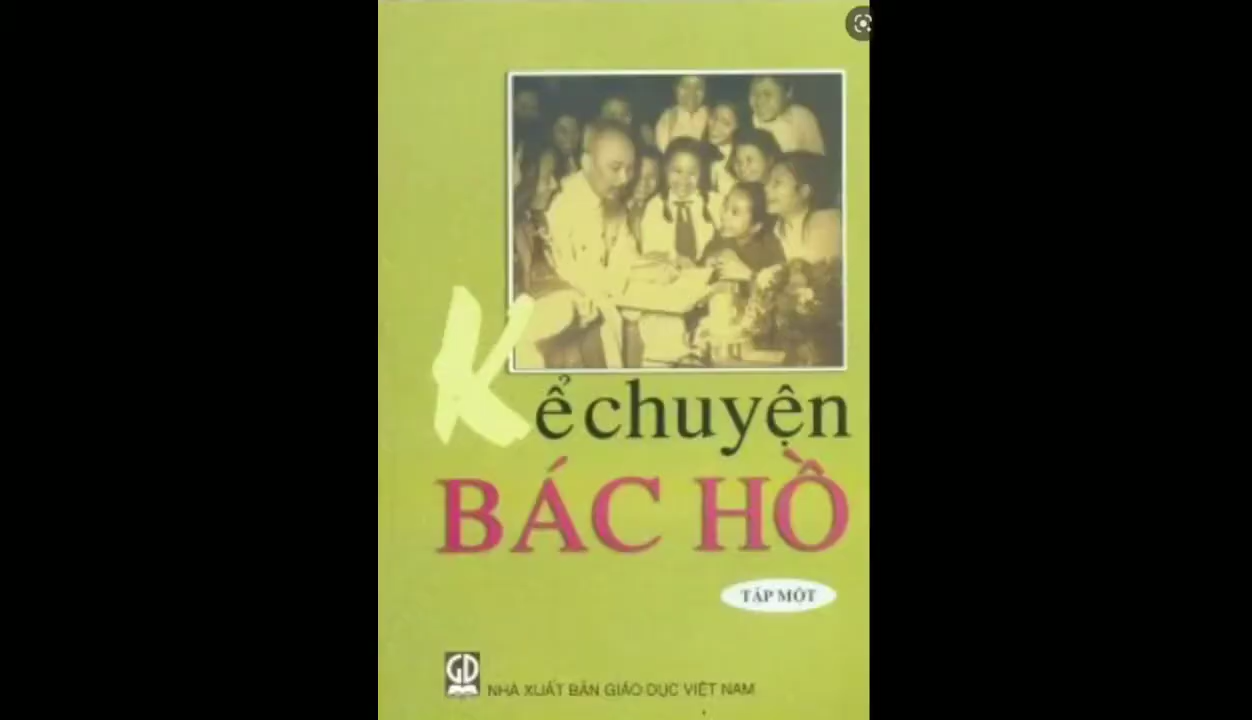 Kể chuyện
BÁC HỒ
TẬP MỘT
GD
NHÀ XUẤT BẢN GIÁO DỤC VIỆT NAM